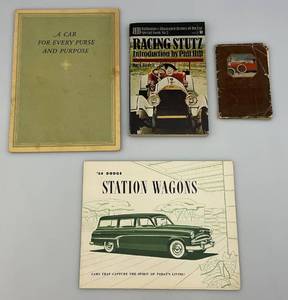 A CAR
FOR EVERY PURSE
AND PURPOSE
RACING STUTZ
Introduction by Phil Hill
'54 DODGE
STATION WAGONS
CARS THAT CAPTURE THE SPIRIT OF TODAY'S LIVING!